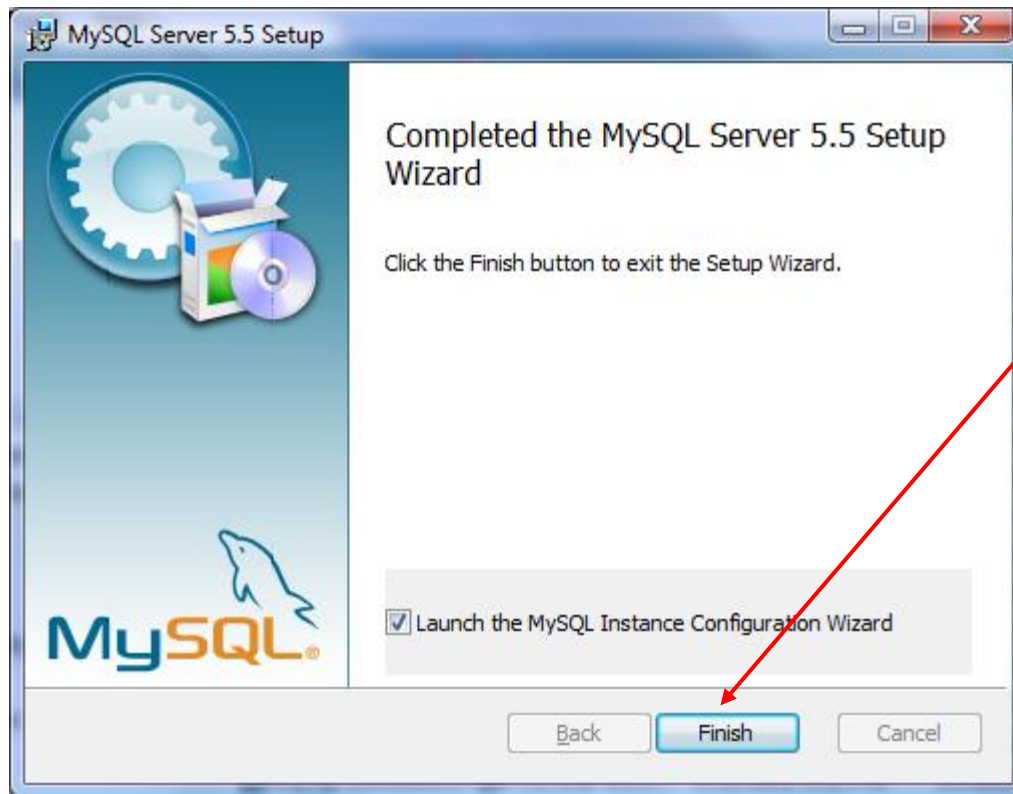 MySQL Server 5.5 Setup
Completed the MySQL Server 5.5 Setup
Wizard
Click the Finish button to exit the Setup Wizard.
MySQL®
Launch the MySQL Instance Configuration Wizard
Back Finish Cancel